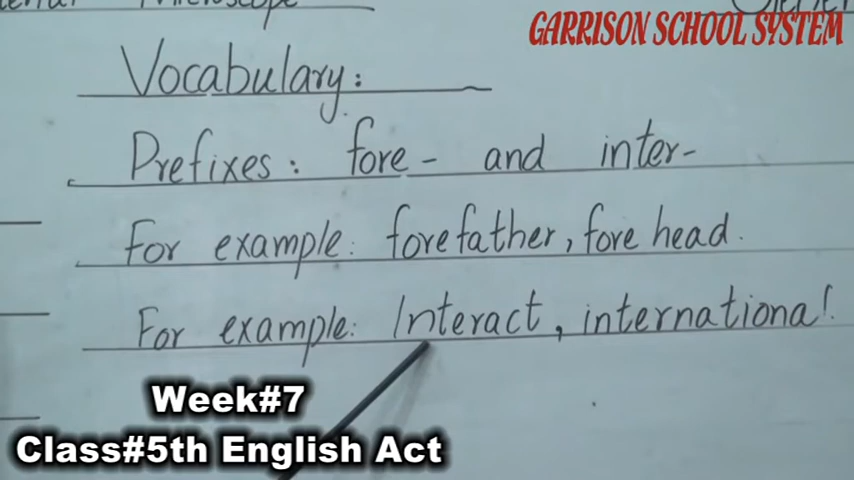 Microscope
GARRISON SCHOOL SYSTEM
Vocabulary:
Prefixes: fore- and inter-
For example: forefather, fore head.
For example: Interact, international.
Week#7
Class#5th English Act